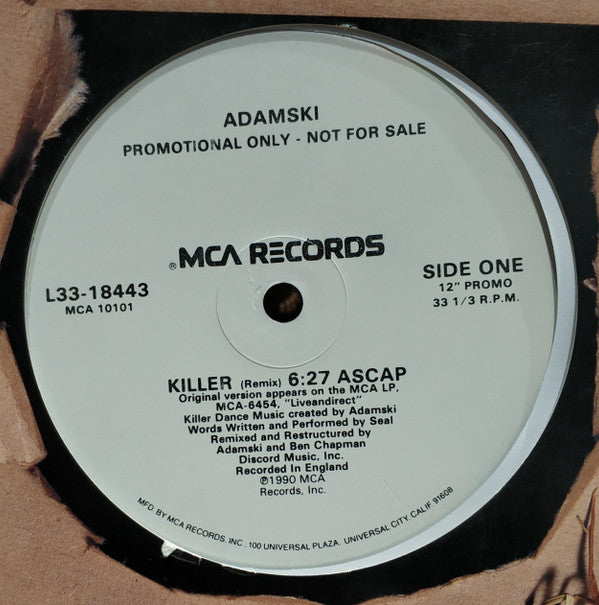 ADAMSKI
PROMOTIONAL ONLY - NOT FOR SALE
®MCA RECORDS
L33-18443
MCA 10101
SIDE ONE
12" PROMO
33 1/3 R.P.M.
KILLER (Remix) 6:27 ASCAP
Original version appears on the MCA LP,
MCA-6454, "Liveandirect"
Killer Dance Music created by Adamski
Words Written and Performed by Seal
Remixed and Restructured by
Adamski and Ben Chapman
Discord Music, Inc.
Recorded In England
℗1990 MCA
Records, Inc.
MFD. BY MCA RECORDS, INC., 100 UNIVERSAL PLAZA, UNIVERSAL CITY, CALIF 91608